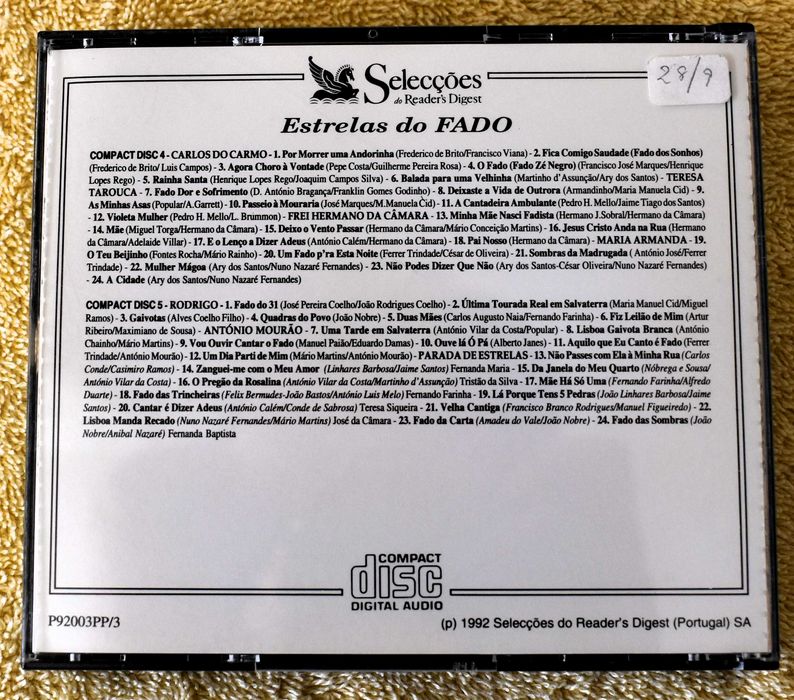 Selecções
do Reader's Digest
28/9
Estrelas do FADO
COMPACT DISC 4 - CARLOS DO CARMO - 1. Por Morrer uma Andorinha (Frederico de Brito/Francisco Viana) - 2. Fica Comigo Saudade (Fado dos Sonhos)
(Frederico de Brito/ Luis Campos) - 3. Agora Choro à Vontade (Pepe Costa/Guilherme Pereira Rosa) - 4. O Fado (Fado Zé Negro) (Francisco José Marques/Henrique
Lopes Rego) - 5. Rainha Santa (Henrique Lopes Rego/Joaquim Campos Silva) - 6. Balada para uma Velhinha (Martinho d'Assunção/Ary dos Santos) - TERESA
TAROUCA - 7. Fado Dor e Sofrimento (D. António Bragança/Franklin Gomes Godinho) - 8. Deixaste a Vida de Outrora (Armandinho/Maria Manuela Cid) - 9.
As Minhas Asas (Popular/A.Garrett) - 10. Passeio à Mouraria (José Marques/M.Manuela Cid) - 11. A Cantadeira Ambulante (Pedro H. Mello/Jaime Tiago dos Santos)
- 12. Violeta Mulher (Pedro H. Mello/L. Brummon) - FREI HERMANO DA CÂMARA - 13. Minha Mãe Nasci Fadista (Hermano J.Sobral/Hermano da Câmara)
- 14. Mãe (Miguel Torga/Hermano da Câmara) - 15. Deixo o Vento Passar (Hermano da Câmara/Mário Conceição Martins) - 16. Jesus Cristo Anda na Rua (Hermano
da Câmara/Adelaide Villar) - 17. E o Lenço a Dizer Adeus (António Calém/Hermano da Câmara) - 18. Pai Nosso (Hermano da Câmara) - MARIA ARMANDA - 19.
O Teu Beijinho (Fontes Rocha/Mário Rainho) - 20. Um Fado p'ra Esta Noite (Ferrer Trindade/César de Oliveira) - 21. Sombras da Madrugada (António José/Ferrer
Trindade) - 22. Mulher Mágoa (Ary dos Santos/Nuno Nazaré Fernandes) - 23. Não Podes Dizer Que Não (Ary dos Santos-César Oliveira/Nuno Nazaré Fernandes)
- 24. A Cidade (Ary dos Santos/Nuno Nazaré Fernandes)
COMPACT DISC 5 - RODRIGO - 1. Fado do 31 (José Pereira Coelho/João Rodrigues Coelho) - 2. Última Tourada Real em Salvaterra (Maria Manuel Cid/Miguel
Ramos) - 3. Gaivotas (Alves Coelho Filho) - 4. Quadras do Povo (João Nobre) - 5. Duas Mães (Carlos Augusto Naia/Fernando Farinha) - 6. Fiz Leilão de Mim (Artur
Ribeiro/Maximiano de Sousa) - ANTÓNIO MOURÃO - 7. Uma Tarde em Salvaterra (António Vilar da Costa/Popular) - 8. Lisboa Gaivota Branca (António
Chainho/Mário Martins) - 9. Vou Ouvir Cantar o Fado (Manuel Paião/Eduardo Damas) - 10. Ouve lá Ó Pá (Alberto Janes) - 11. Aquilo que Eu Canto é Fado (Ferrer
Trindade/António Mourão) - 12. Um Dia Parti de Mim (Mário Martins/António Mourão) - PARADA DE ESTRELAS - 13. Não Passes com Ela à Minha Rua (Carlos
Conde/Casimiro Ramos) - 14. Zanguei-me com o Meu Amor (Linhares Barbosa/Jaime Santos) Fernanda Maria - 15. Da Janela do Meu Quarto (Nóbrega e Sousa/
António Vilar da Costa) - 16. O Pregão da Rosalina (António Vilar da Costa/Martinho d'Assunção) Tristão da Silva - 17. Mãe Há Só Uma (Fernando Farinha/Alfredo
Duarte) - 18. Fado das Trincheiras (Felix Bermudes-João Bastos/António Luis Melo) Fernando Farinha - 19. Lá Porque Tens 5 Pedras (João Linhares Barbosa/Jaime
Santos) - 20. Cantar é Dizer Adeus (António Calém/Conde de Sabrosa) Teresa Siqueira - 21. Velha Cantiga (Francisco Branco Rodrigues/Manuel Figueiredo) - 22.
Lisboa Manda Recado (Nuno Nazaré Fernandes/Mário Martins) José da Câmara - 23. Fado da Carta (Amadeu do Vale/João Nobre) - 24. Fado das Sombras (João
Nobre/Anibal Nazaré) Fernanda Baptista
COMPACT
disc
DIGITAL AUDIO
P92003PP/3
(p) 1992 Selecções do Reader's Digest (Portugal) SA